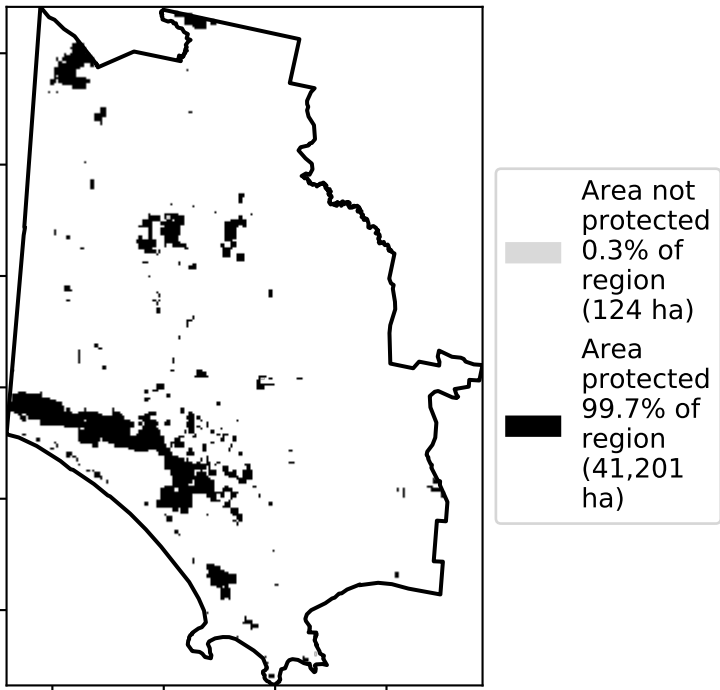 Area not
protected
0.3% of
region
(124 ha)
Area
protected
99.7% of
region
(41,201
ha)